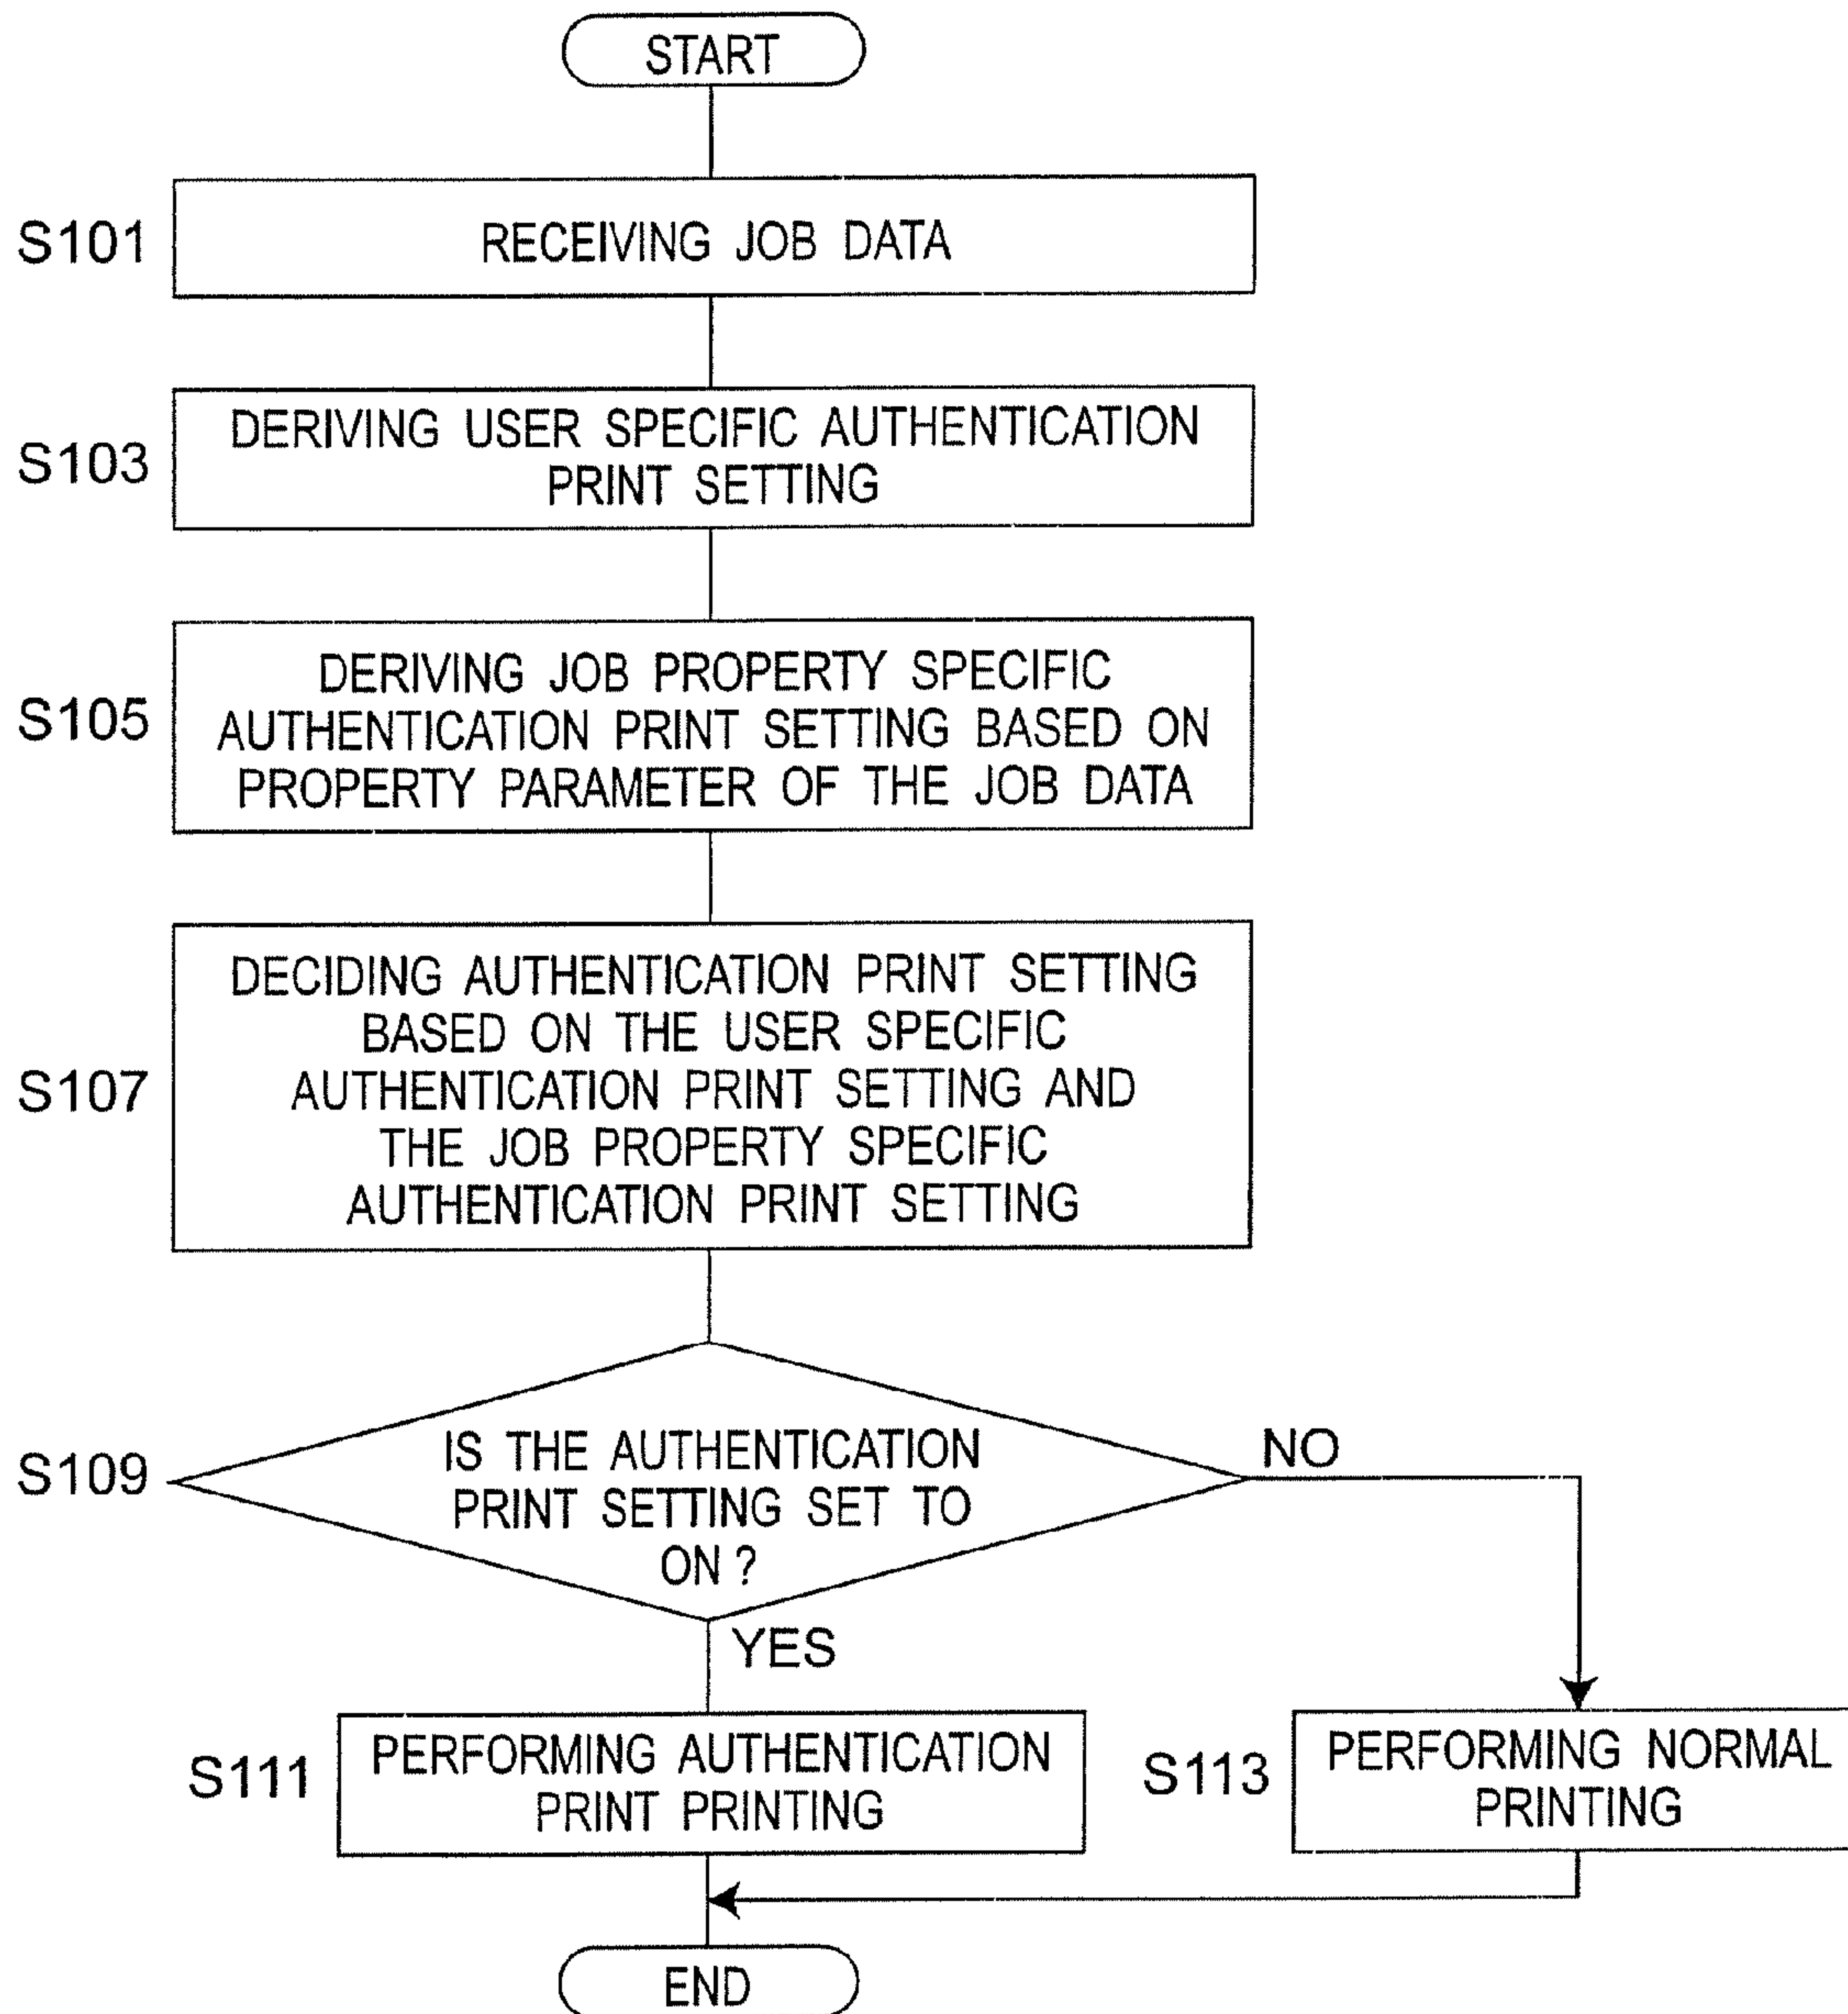 START
S101
RECEIVING JOB DATA
S103
DERIVING USER SPECIFIC AUTHENTICATION
PRINT SETTING
S105
DERIVING JOB PROPERTY SPECIFIC
AUTHENTICATION PRINT SETTING BASED ON
PROPERTY PARAMETER OF THE JOB DATA
S107
DECIDING AUTHENTICATION PRINT SETTING
BASED ON THE USER SPECIFIC
AUTHENTICATION PRINT SETTING AND
THE JOB PROPERTY SPECIFIC
AUTHENTICATION PRINT SETTING
S109
IS THE AUTHENTICATION
PRINT SETTING SET TO
ON ?
NO
YES
S111
PERFORMING AUTHENTICATION
PRINT PRINTING
S113
PERFORMING NORMAL
PRINTING
END